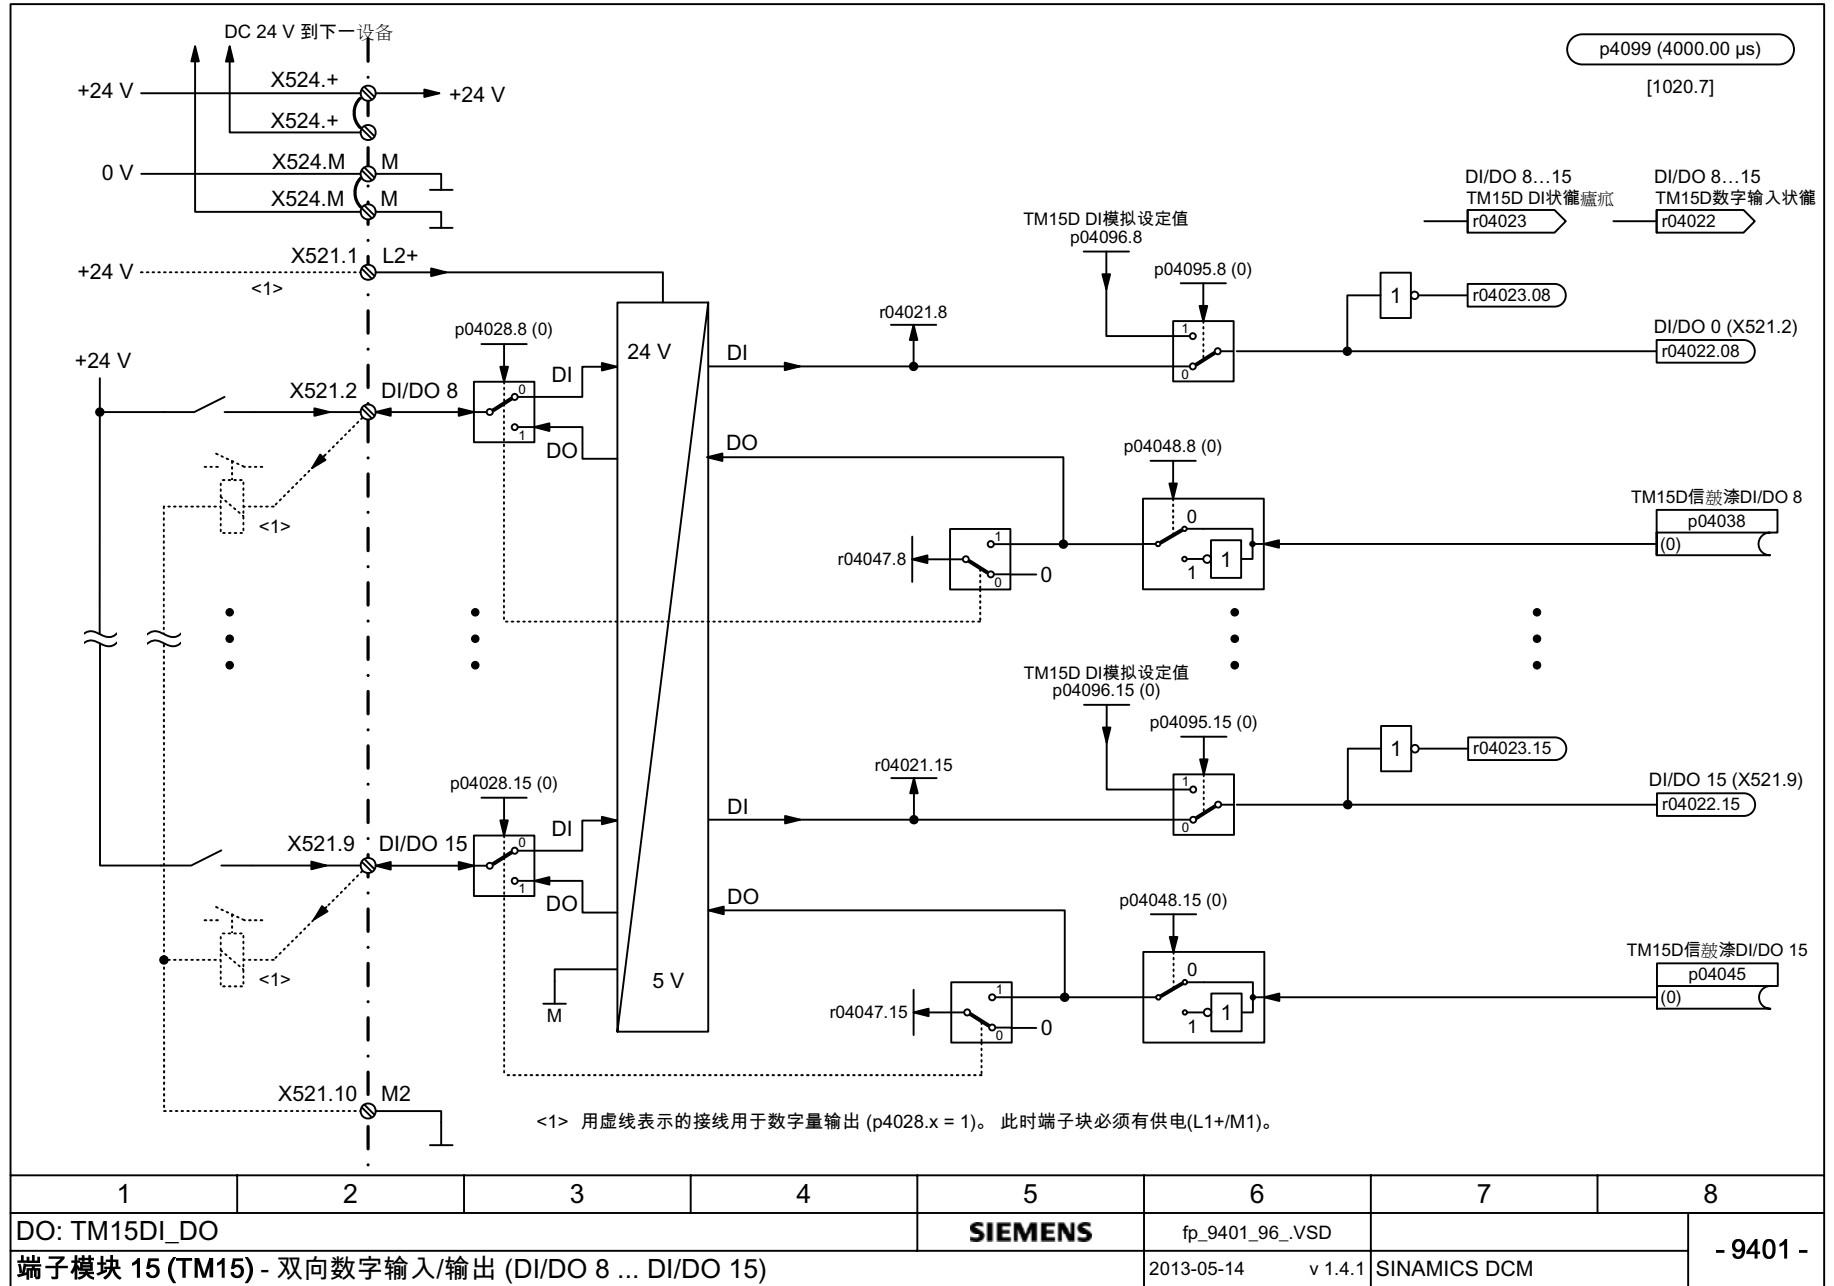 DC 24 V 到下一设备
p4099 (4000.00 µs)
[1020.7]
+24 V
X524.+
+24 V
X524.+
0 V
X524.M
M
X524.M
M
DI/DO 8…15
TM15D DI状徿癋疷
r04023
DI/DO 8…15
TM15D数字输入状徿
r04022
TM15D DI模拟设定值
p04096.8
+24 V
X521.1
L2+
<1>
p04095.8 (0)
1
r04023.08
r04021.8
p04028.8 (0)
1
0
DI/DO 0 (X521.2)
r04022.08
+24 V
24 V
DI
DI
X521.2
DI/DO 8
0
1
DO
DO
p04048.8 (0)
<1>
TM15D信
DI/DO 8
p04038
(0)
0
1
1
r04047.8
1
0
0
TM15D DI模拟设定值
p04096.15 (0)
p04095.15 (0)
1
r04023.15
r04021.15
p04028.15 (0)
1
0
DI/DO 15 (X521.9)
r04022.15
DI
DI
X521.9
DI/DO 15
0
1
DO
DO
p04048.15 (0)
<1>
TM15D信
DI/DO 15
p04045
(0)
5 V
0
1
1
r04047.15
1
0
0
M
X521.10
M2
<1> 用虚线表示的接线用于数字量输出 (p4028.x = 1)。 此时端子块必须有供电(L1+/M1)。
1 2 3 4 5 6 7 8
DO: TM15DI_DO
SIEMENS
fp_9401_96_.VSD
- 9401 -
端子模块 15 (TM15) - 双向数字输入/输出 (DI/DO 8 ... DI/DO 15)
2013-05-14
v 1.4.1
SINAMICS DCM